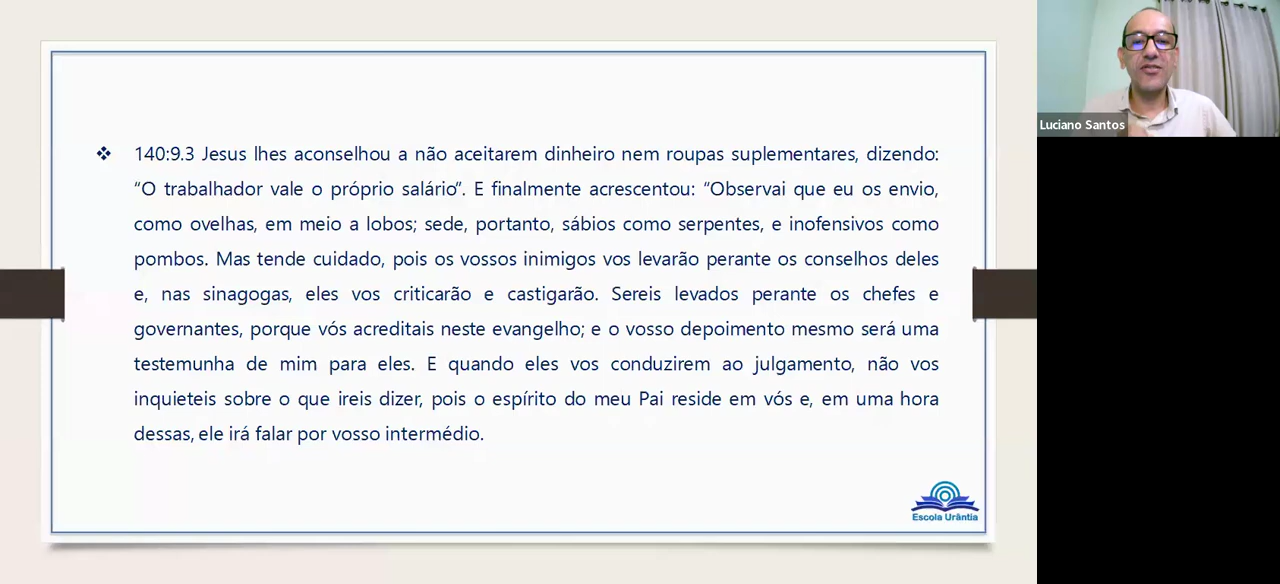 ❖ 140:9.3 Jesus lhes aconselhou a não aceitarem dinheiro nem roupas suplementares, dizendo:
“O trabalhador vale o próprio salário”. E finalmente acrescentou: “Observai que eu os envio,
como ovelhas, em meio a lobos; sede, portanto, sábios como serpentes, e inofensivos como
pombos. Mas tende cuidado, pois os vossos inimigos vos levarão perante os conselhos deles
e, nas sinagogas, eles vos criticarão e castigarão. Sereis levados perante os chefes e
governantes, porque vós acreditais neste evangelho; e o vosso depoimento mesmo será uma
testemunha de mim para eles. E quando eles vos conduzirem ao julgamento, não vos
inquieteis sobre o que ireis dizer, pois o espírito do meu Pai reside em vós e, em uma hora
dessas, ele irá falar por vosso intermédio.
Escola Urântia
Luciano Santos